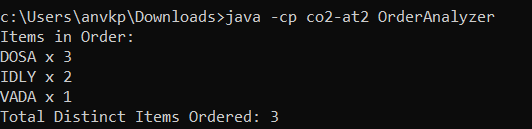 c:\Users\anvkp\Downloads>java -cp co2-at2 OrderAnalyzer
Items in Order:
DOSA x 3
IDLY x 2
VADA x 1
Total Distinct Items Ordered: 3